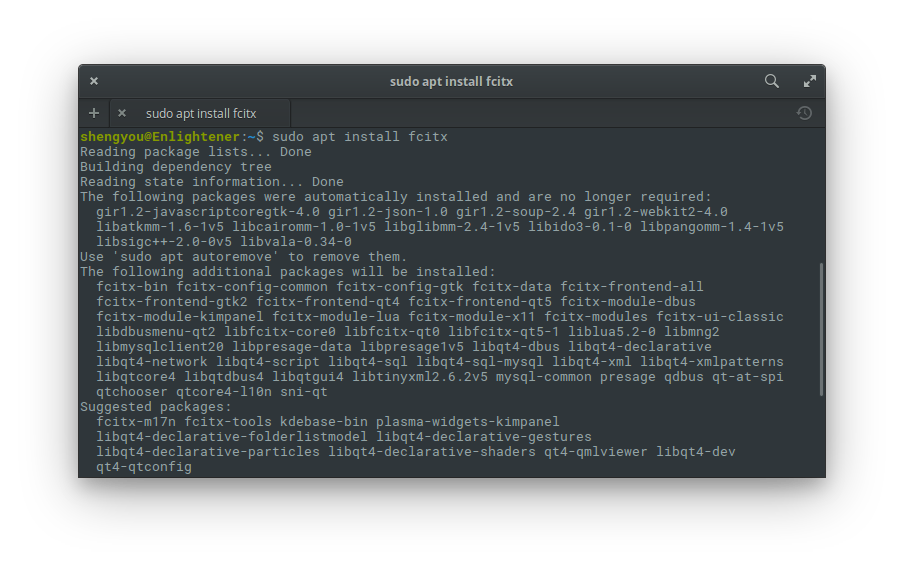 sudo apt install fcitx
sudo apt install fcitx
shengyou@Enlightener:~$ sudo apt install fcitx
Reading package lists... Done
Building dependency tree
Reading state information... Done
The following packages were automatically installed and are no longer required:
  gir1.2-javascriptcoregtk-4.0 gir1.2-json-1.0 gir1.2-soup-2.4 gir1.2-webkit2-4.0
  libatkmm-1.6-1v5 libcairomm-1.0-1v5 libglibmm-2.4-1v5 libido3-0.1-0 libpangomm-1.4-1v5
  libsigc++-2.0-0v5 libvala-0.34-0
Use 'sudo apt autoremove' to remove them.
The following additional packages will be installed:
  fcitx-bin fcitx-config-common fcitx-config-gtk fcitx-data fcitx-frontend-all
  fcitx-frontend-gtk2 fcitx-frontend-qt4 fcitx-frontend-qt5 fcitx-module-dbus
  fcitx-module-kimpanel fcitx-module-lua fcitx-module-x11 fcitx-modules fcitx-ui-classic
  libdbusmenu-qt2 libfcitx-core0 libfcitx-qt0 libfcitx-qt5-1 liblua5.2-0 libmng2
  libmysqlclient20 libpresage-data libpresage1v5 libqt4-dbus libqt4-declarative
  libqt4-network libqt4-script libqt4-sql libqt4-sql-mysql libqt4-xml libqt4-xmlpatterns
  libqtcore4 libqtdbus4 libqtgui4 libtinyxml2.6.2v5 mysql-common presage qdbus qt-at-spi
  qtchooser qtcore4-l10n sni-qt
Suggested packages:
  fcitx-m17n fcitx-tools kdebase-bin plasma-widgets-kimpanel
  libqt4-declarative-folderlistmodel libqt4-declarative-gestures
  libqt4-declarative-particles libqt4-declarative-shaders qt4-qmlviewer libqt4-dev
  qt4-qtconfig